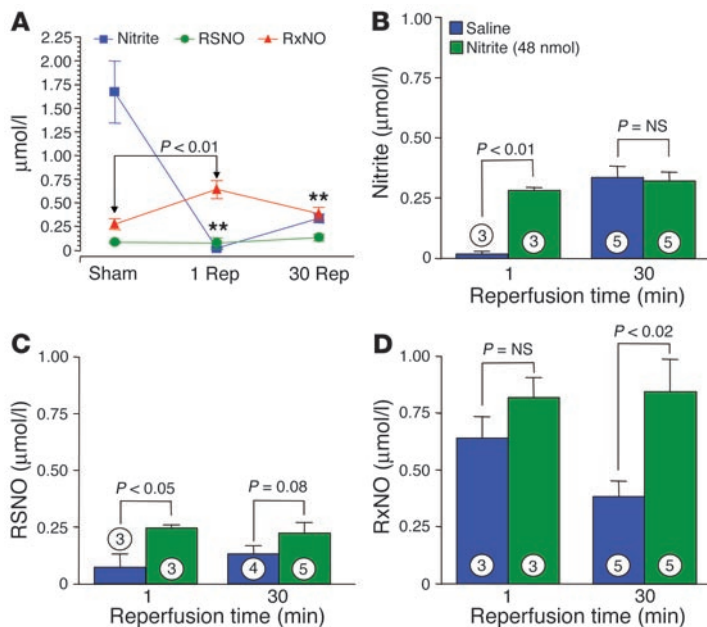 A
Nitrite RSNO RxNO
2.25
2.00
1.75
1.50
1.25
1.00
0.75
0.50
0.25
0
μmol/l
P < 0.01
**
**
Sham 1 Rep 30 Rep
B
Saline
Nitrite (48 nmol)
1.00
0.75
0.50
0.25
0
Nitrite (μmol/l)
P < 0.01
P = NS
3 3 5 5
1 30
Reperfusion time (min)
C
1.00
0.75
0.50
0.25
0
RSNO (μmol/l)
P < 0.05
P = 0.08
3 3 4 5
1 30
Reperfusion time (min)
D
1.00
0.75
0.50
0.25
0
RxNO (μmol/l)
P = NS
P < 0.02
3 3 5 5
1 30
Reperfusion time (min)